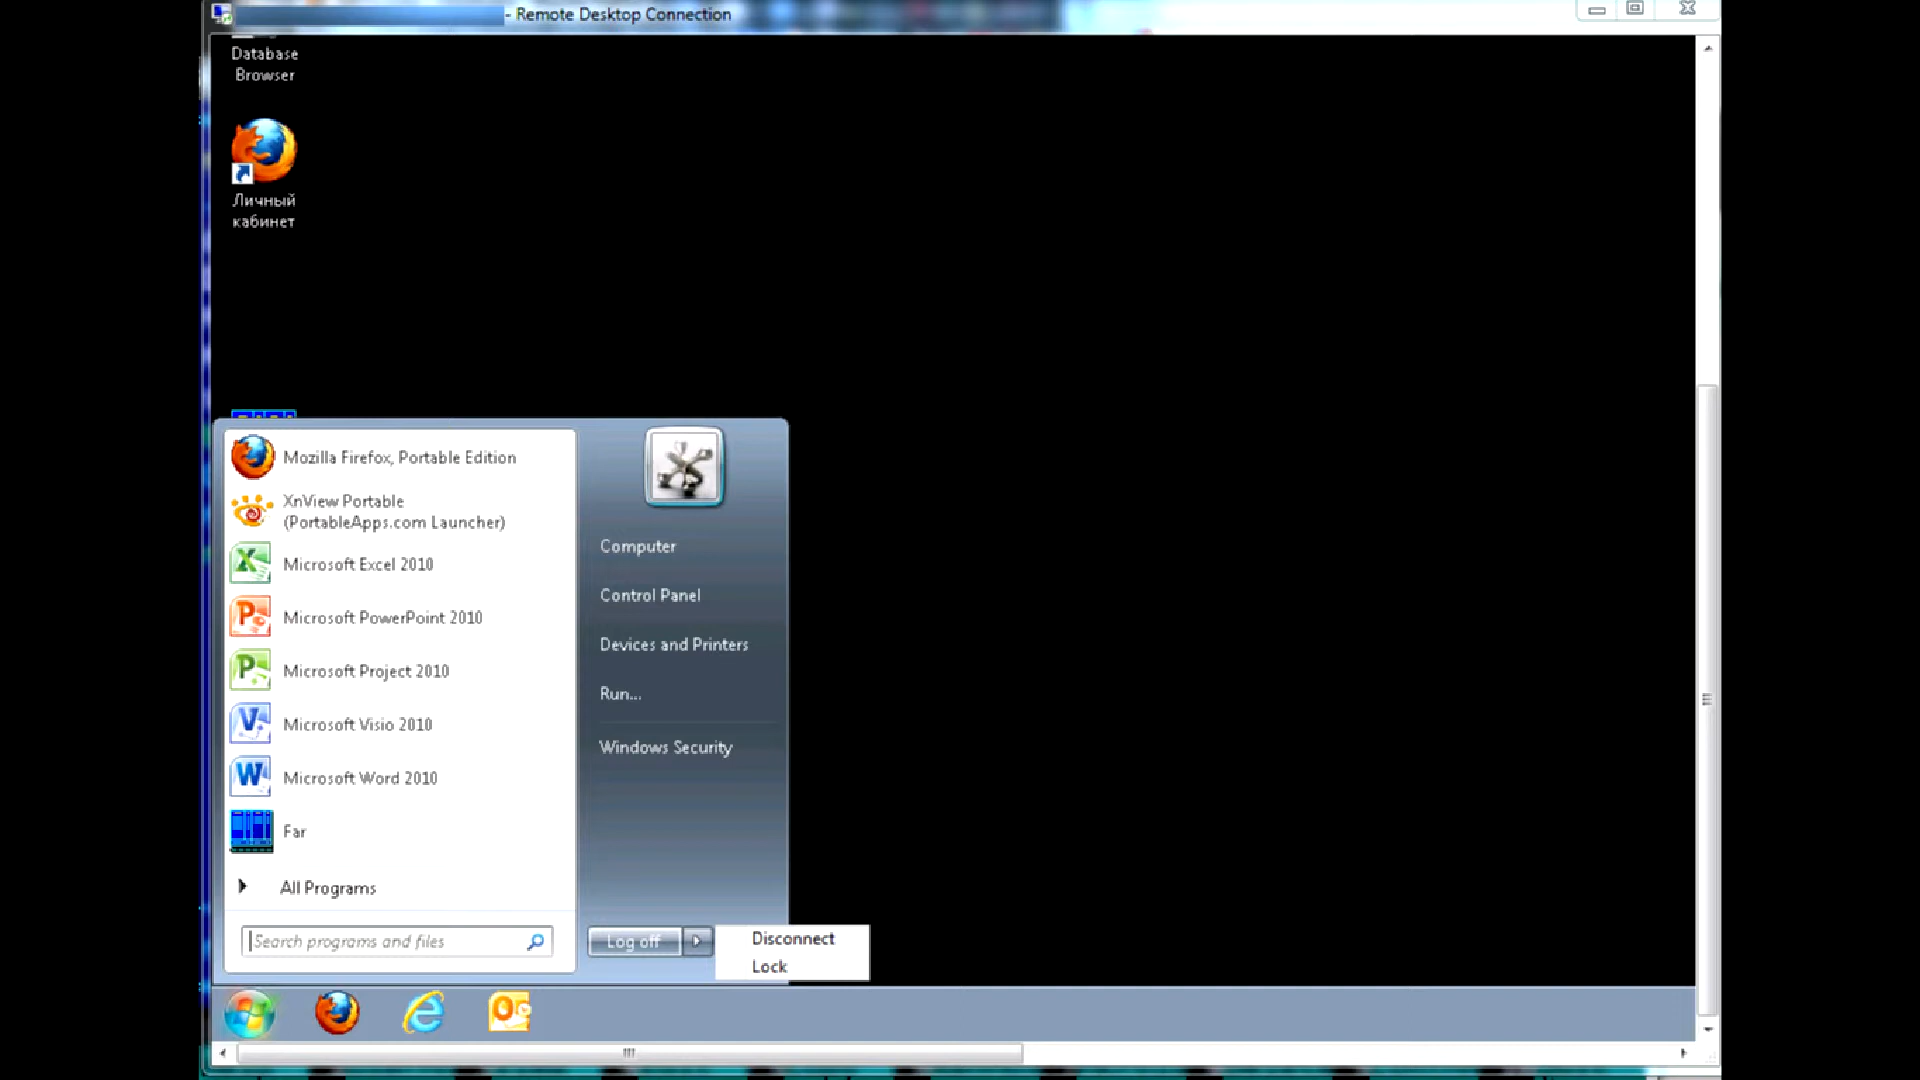 - Remote Desktop Connection
Database
Browser
Личный
кабинет
Mozilla Firefox, Portable Edition
XnView Portable
(PortableApps.com Launcher)
Microsoft Excel 2010
Microsoft PowerPoint 2010
Microsoft Project 2010
Microsoft Visio 2010
Microsoft Word 2010
Far
All Programs
Search programs and files
Computer
Control Panel
Devices and Printers
Run...
Windows Security
Log off
Disconnect
Lock